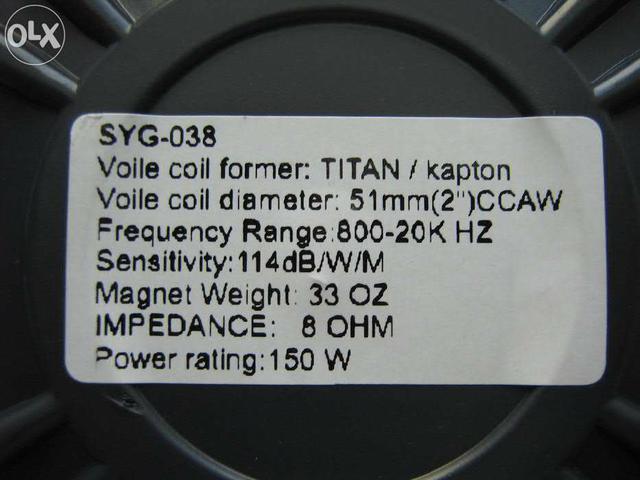 OLX
SYG-038
Voile coil former: TITAN / kapton
Voile coil diameter: 51mm(2")CCAW
Frequency Range:800-20K HZ
Sensitivity:114dB/W/M
Magnet Weight: 33 OZ
IMPEDANCE: 8 OHM
Power rating:150 W